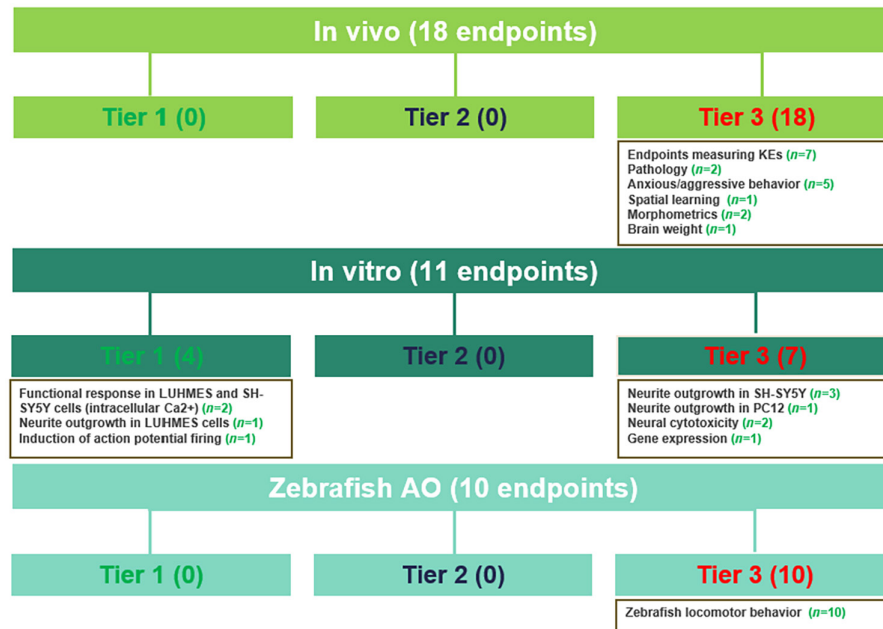 In vivo (18 endpoints)
Tier 1 (0)
Tier 2 (0)
Tier 3 (18)
Endpoints measuring KEs (n=7)
Pathology (n=2)
Anxious/aggressive behavior (n=5)
Spatial learning (n=1)
Morphometrics (n=2)
Brain weight (n=1)
In vitro (11 endpoints)
Tier 1 (4)
Tier 2 (0)
Tier 3 (7)
Functional response in LUHMES and SH-
SY5Y cells (intracellular Ca2+) (n=2)
Neurite outgrowth in LUHMES cells (n=1)
Induction of action potential firing (n=1)
Neurite outgrowth in SH-SY5Y (n=3)
Neurite outgrowth in PC12 (n=1)
Neural cytotoxicity (n=2)
Gene expression (n=1)
Zebrafish AO (10 endpoints)
Tier 1 (0)
Tier 2 (0)
Tier 3 (10)
Zebrafish locomotor behavior (n=10)